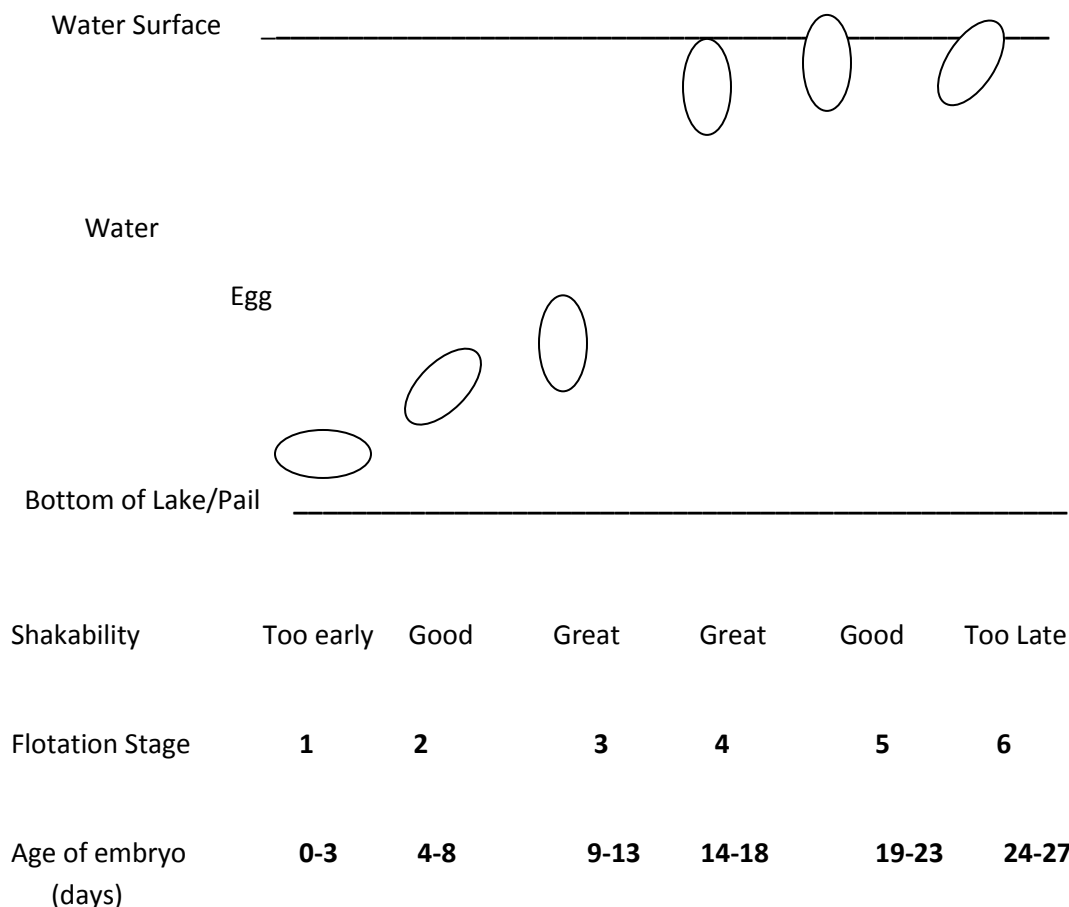 Water Surface
Water
Egg
Bottom of Lake/Pail
Shakability Too early Good Great Great Good Too Late
Flotation Stage 1 2 3 4 5 6
Age of embryo 0-3 4-8 9-13 14-18 19-23 24-27
(days)